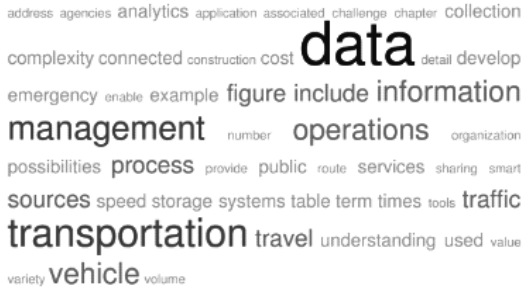 address agencies analytics application associated challenge chapter collection
complexity connected construction cost data detail develop
emergency enable example figure include information
management number operations organization
possibilities process provide public route services sharing smart
sources speed storage systems table term times tools traffic
transportation travel understanding used value
variety vehicle volume